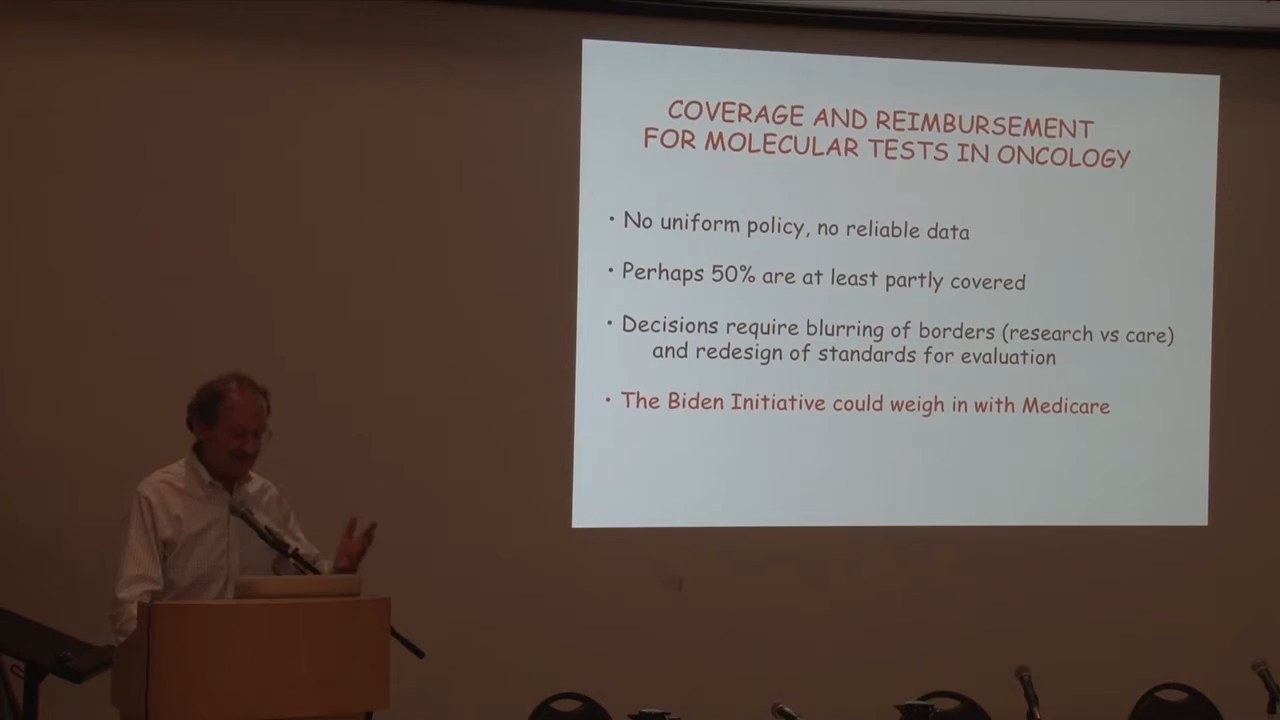 COVERAGE AND REIMBURSEMENT
FOR MOLECULAR TESTS IN ONCOLOGY
• No uniform policy, no reliable data
• Perhaps 50% are at least partly covered
• Decisions require blurring of borders (research vs care)
and redesign of standards for evaluation
• The Biden Initiative could weigh in with Medicare